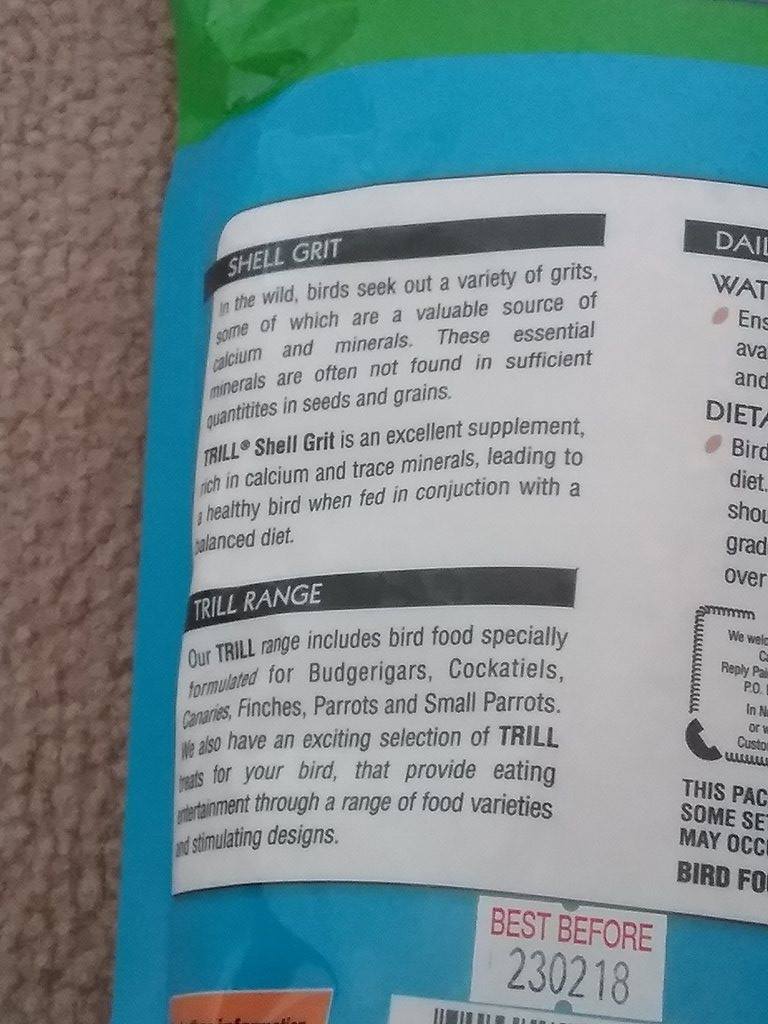 SHELL GRIT
In the wild, birds seek out a variety of grits,
some of which are a valuable source of
calcium and minerals. These essential
minerals are often not found in sufficient
quantitites in seeds and grains.
TRILL® Shell Grit is an excellent supplement,
rich in calcium and trace minerals, leading to
a healthy bird when fed in conjuction with a
balanced diet.
TRILL RANGE
Our TRILL range includes bird food specially
formulated for Budgerigars, Cockatiels,
Canaries, Finches, Parrots and Small Parrots.
We also have an exciting selection of TRILL
treats for your bird, that provide eating
entertainment through a range of food varieties
and stimulating designs.
DAIL
WAT
Ens
ava
and
DIETA
Bird
diet.
shou
grad
over
We welc
Ca
Reply Pai
P.O.
In N
or w
Custo
THIS PAC
SOME SE
MAY OCC
BIRD FO
BEST BEFORE
230218
information